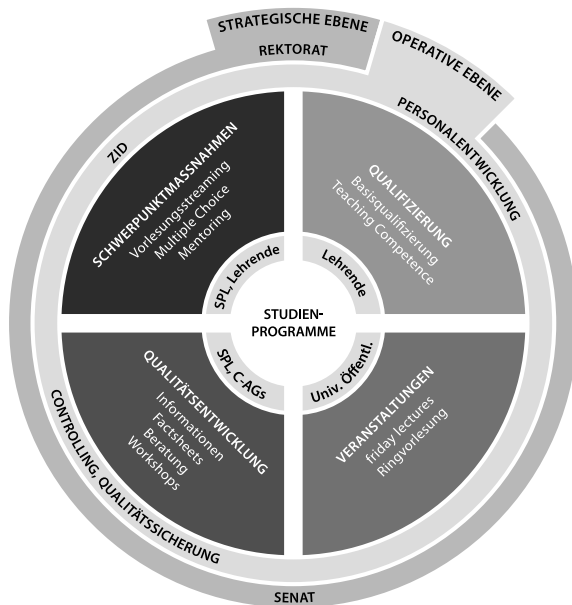 STRATEGISCHE EBENE
REKTORAT
OPERATIVE EBENE
PERSONALENTWICKLUNG
ZID
SCHWERPUNKTMASSNAHMEN
Vorlesungsstreaming
Multiple Choice
Mentoring
QUALIFIZIERUNG
Basisqualifizierung
Teaching Competence
SPL, Lehrende
Lehrende
STUDIEN-
PROGRAMME
SPL, C-AGs
Univ. Öffentl.
QUALITÄTSENTWICKLUNG
Informationen
Factsheets
Beratung
Workshops
VERANSTALTUNGEN
friday lectures
Ringvorlesung
CONTROLLING, QUALITÄTSSICHERUNG
SENAT